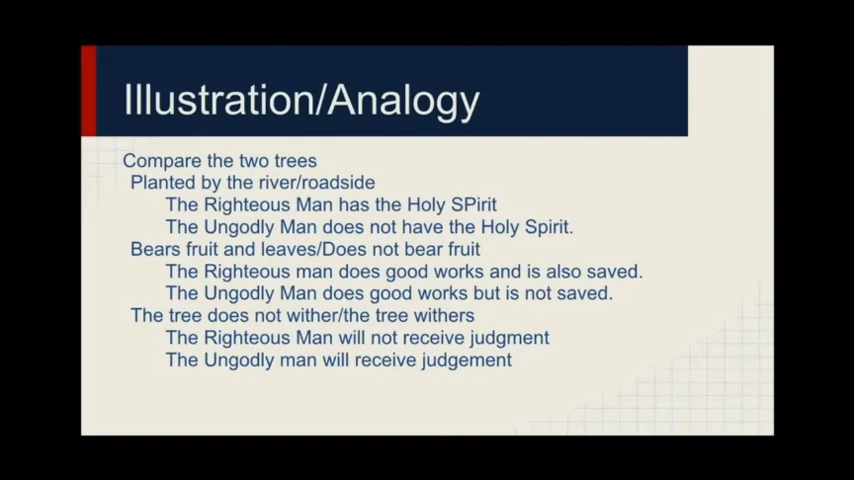 Illustration/Analogy
Compare the two trees
Planted by the river/roadside
The Righteous Man has the Holy SPirit
The Ungodly Man does not have the Holy Spirit.
Bears fruit and leaves/Does not bear fruit
The Righteous man does good works and is also saved.
The Ungodly Man does good works but is not saved.
The tree does not wither/the tree withers
The Righteous Man will not receive judgment
The Ungodly man will receive judgement